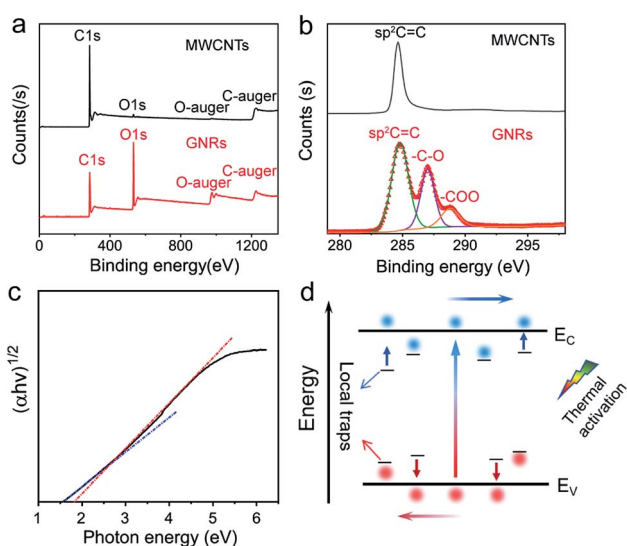 a
Counts(/s)
C1s
MWCNTs
O1s
O-auger
C-auger
GNRs
C1s
O1s
O-auger
C-auger
0 400 800 1200
Binding energy(eV)
b
Counts (s)
sp²C=C
MWCNTs
sp²C=C
GNRs
-C-O
-COO
280 285 290 295
Binding energy (eV)
c
(αhν)1/2
1 2 3 4 5 6
Photon energy (eV)
d
Energy
EC
Local traps
Thermal
activation
EV